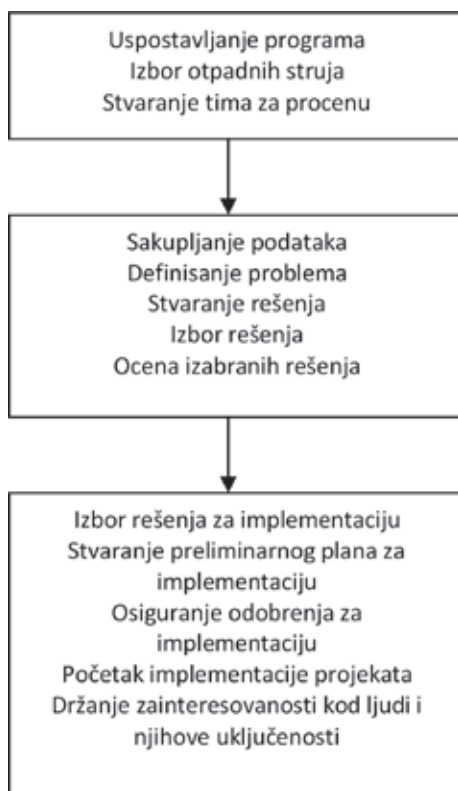 Uspostavljanje programa
Izbor otpadnih struja
Stvaranje tima za procenu
Sakupljanje podataka
Definisanje problema
Stvaranje rešenja
Izbor rešenja
Ocena izabranih rešenja
Izbor rešenja za implementaciju
Stvaranje preliminarnog plana za
implementaciju
Osiguranje odobrenja za
implementaciju
Početak implementacije projekata
Držanje zainteresovanosti kod ljudi i
njihove uključenosti